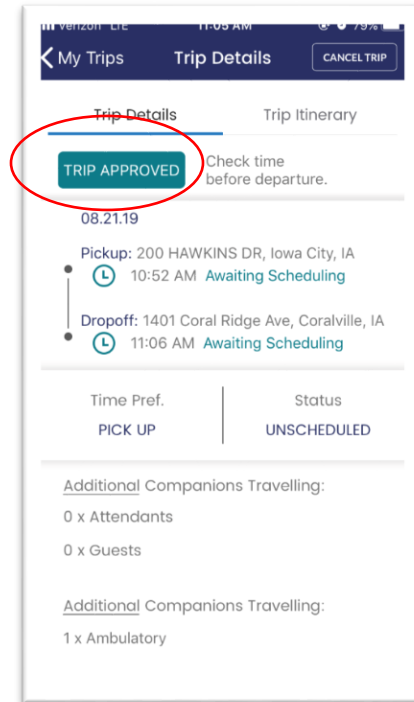 Verizon LTE 11:05 AM 79%
My Trips Trip Details CANCEL TRIP
Trip Details Trip Itinerary
TRIP APPROVED Check time
before departure.
08.21.19
Pickup: 200 HAWKINS DR, Iowa City, IA
10:52 AM Awaiting Scheduling
Dropoff: 1401 Coral Ridge Ave, Coralville, IA
11:06 AM Awaiting Scheduling
Time Pref. Status
PICK UP UNSCHEDULED
Additional Companions Travelling:
0 x Attendants
0 x Guests
Additional Companions Travelling:
1 x Ambulatory